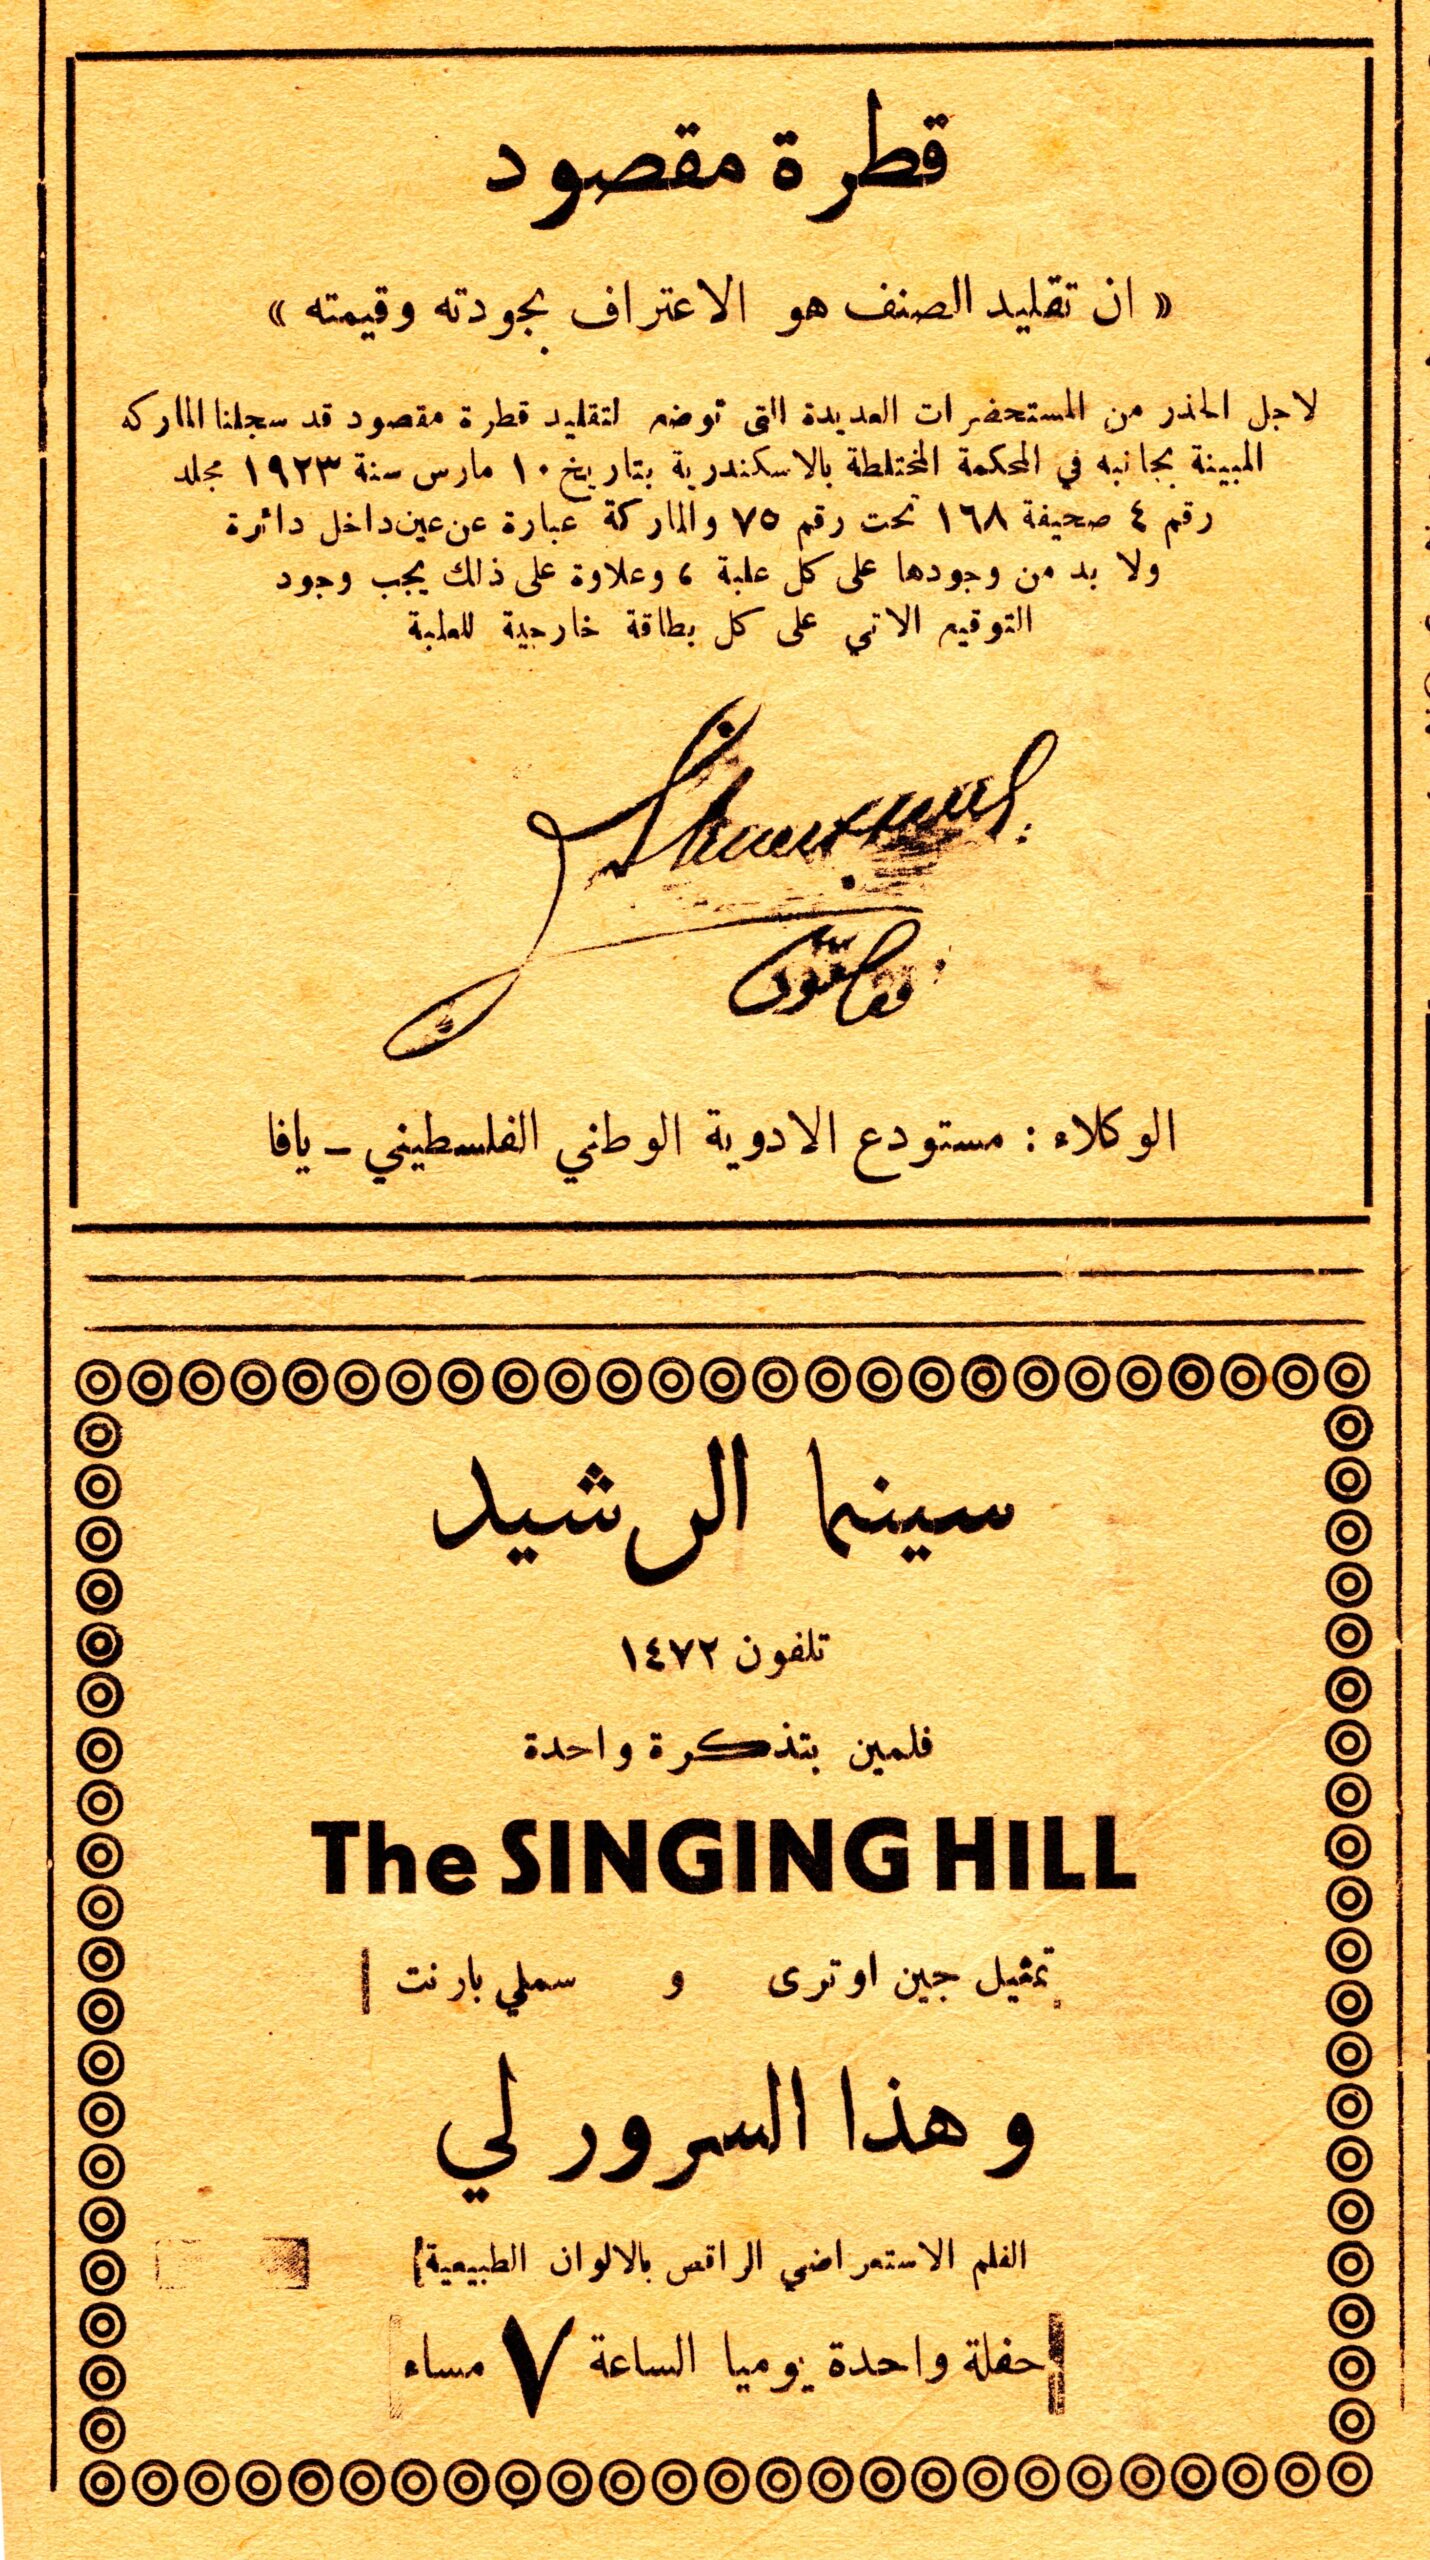 قطرة مقصود
« ان تقليد الصنف هو الاعتراف بجودته وقيمته »
لاجل الحذر من المستحضرات العديدة التي توضع لتقليد قطرة مقصود قد سجلنا الماركه
المبينة بجانبه في المحكمة المختلطة بالاسكندرية بتاريخ ١٠ مارس سنة ١٩٢٣ مجلد
رقم ٤ صحيفة ١٦٨ تحت رقم ٧٥ والماركة عبارة عن عين داخل دائرة
ولا بد من وجودها على كل علبة ، وعلاوة على ذلك يجب وجود
التوقيع الاتي على كل بطاقة خارجية للعلبة
الوكلاء : مستودع الادوية الوطني الفلسطيني – يافا
سينما الرشيد
تلفون ١٤٧٢
فلمين بتذكرة واحدة
The SINGING HILL
تمثيل جين اوترى و سملي بارنت
وهذا السرور لي
الفلم الاستعراضي الراقص بالالوان الطبيعية
حفلة واحدة يوميا الساعة ٧ مساء